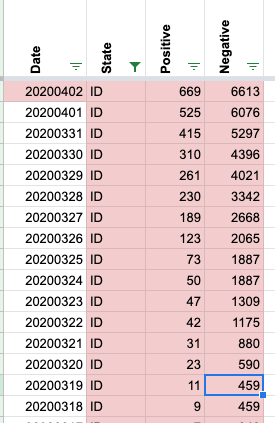 Date State Positive Negative
20200402 ID 669 6613
20200401 ID 525 6076
20200331 ID 415 5297
20200330 ID 310 4396
20200329 ID 261 4021
20200328 ID 230 3342
20200327 ID 189 2668
20200326 ID 123 2065
20200325 ID 73 1887
20200324 ID 50 1887
20200323 ID 47 1309
20200322 ID 42 1175
20200321 ID 31 880
20200320 ID 23 590
20200319 ID 11 459
20200318 ID 9 459